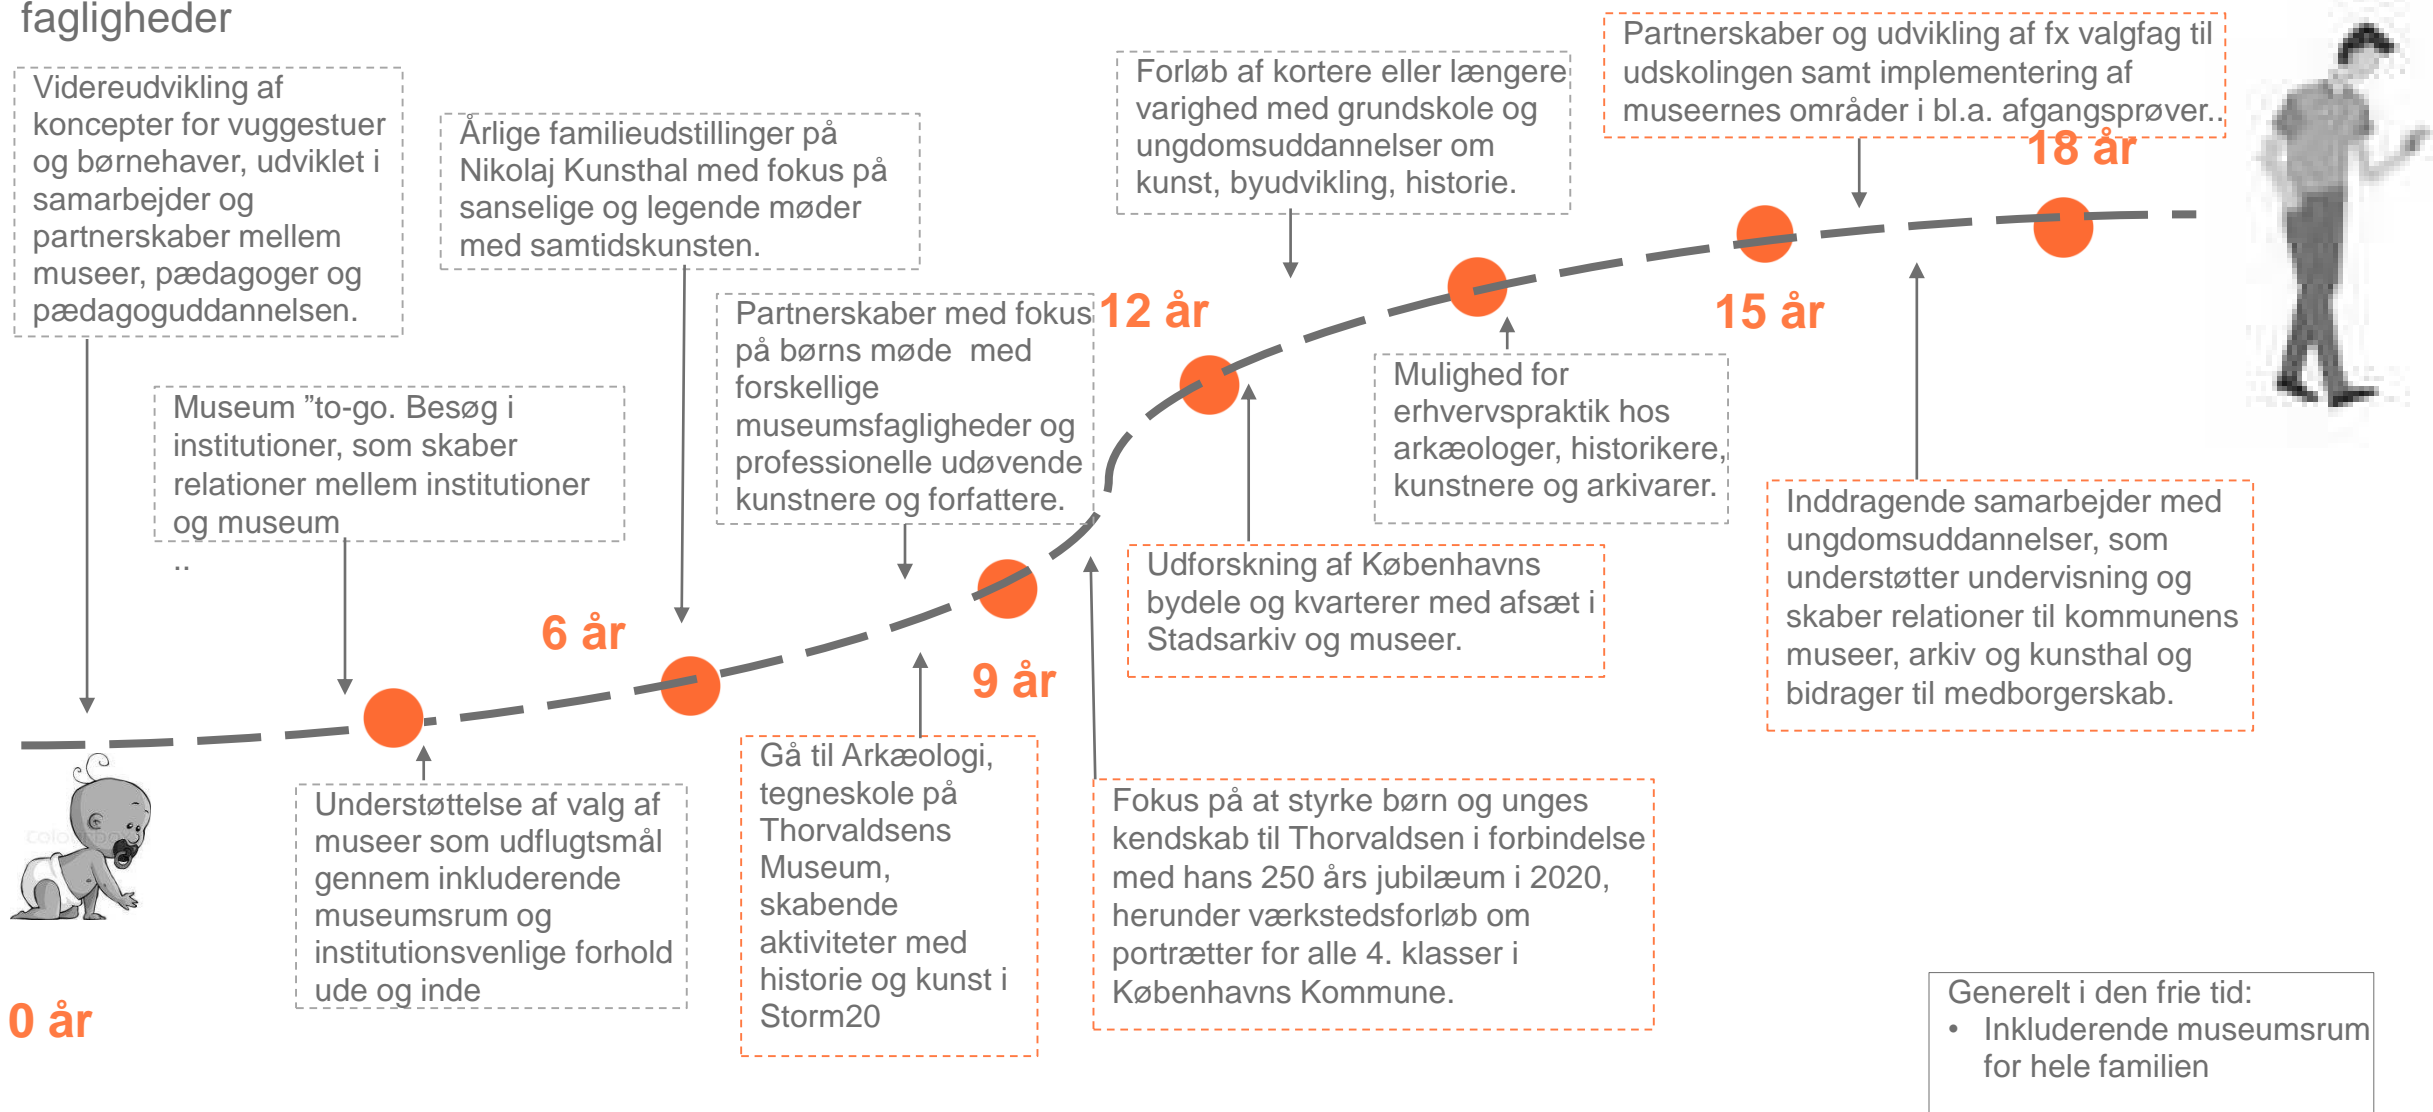 fagligheder
Videreudvikling af
koncepter for vuggestuer
og børnehaver, udviklet i
samarbejder og
partnerskaber mellem
museer, pædagoger og
pædagoguddannelsen.
Årlige familieudstillinger på
Nikolaj Kunsthal med fokus på
sanselige og legende møder
med samtidskunsten.
Forløb af kortere eller længere
varighed med grundskole og
ungdomsuddannelser om
kunst, byudvikling, historie.
Partnerskaber og udvikling af fx valgfag til
udskolingen samt implementering af
museernes områder i bl.a. afgangsprøver..
18 år
Museum ”to-go. Besøg i
institutioner, som skaber
relationer mellem institutioner
og museum
..
Partnerskaber med fokus
på børns møde  med
forskellige
museumsfagligheder og
professionelle udøvende
kunstnere og forfattere.
12 år
15 år
Mulighed for
erhvervspraktik hos
arkæologer, historikere,
kunstnere og arkivarer.
6 år
9 år
Udforskning af Københavns
bydele og kvarterer med afsæt i
Stadsarkiv og museer.
Inddragende samarbejder med
ungdomsuddannelser, som
understøtter undervisning og
skaber relationer til kommunens
museer, arkiv og kunsthal og
bidrager til medborgerskab.
Understøttelse af valg af
museer som udflugtsmål
gennem inkluderende
museumsrum og
institutionsvenlige forhold
ude og inde
Gå til Arkæologi,
tegneskole på
Thorvaldsens
Museum,
skabende
aktiviteter med
historie og kunst i
Storm20
Fokus på at styrke børn og unges
kendskab til Thorvaldsen i forbindelse
med hans 250 års jubilæum i 2020,
herunder værkstedsforløb om
portrætter for alle 4. klasser i
Københavns Kommune.
0 år
Generelt i den frie tid:
• Inkluderende museumsrum
for hele familien